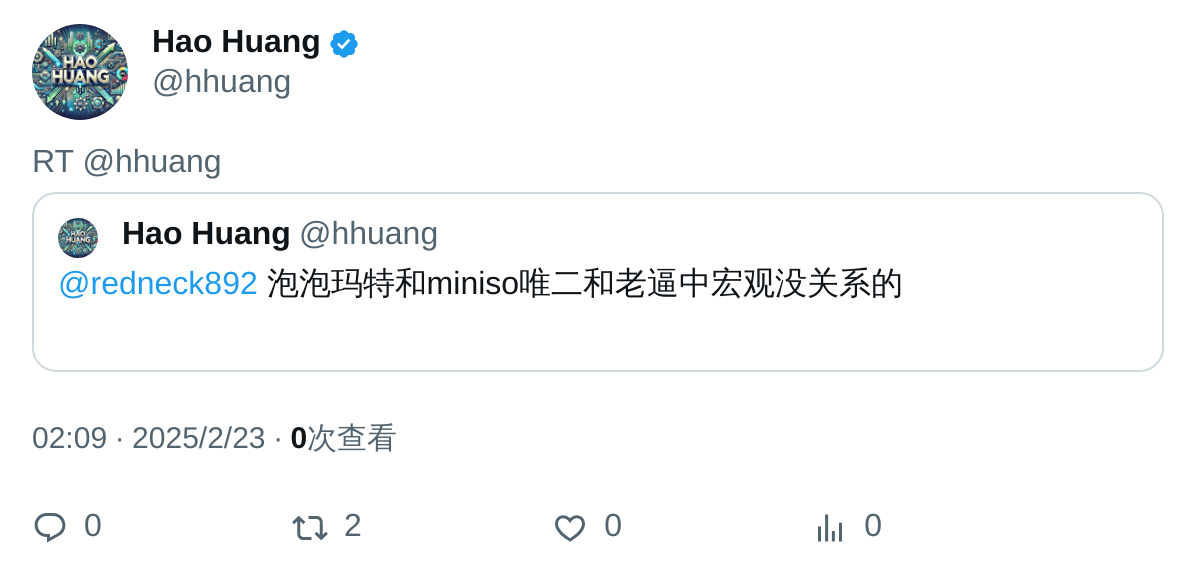 HAO
HUANG
Hao Huang
@hhuang
RT @hhuang
HAO
HUANG
Hao Huang @hhuang
@redneck892 泡泡玛特和miniso唯二和老逼中宏观没关系的
02:09 · 2025/2/23 · 0次查看
0 2 0 0